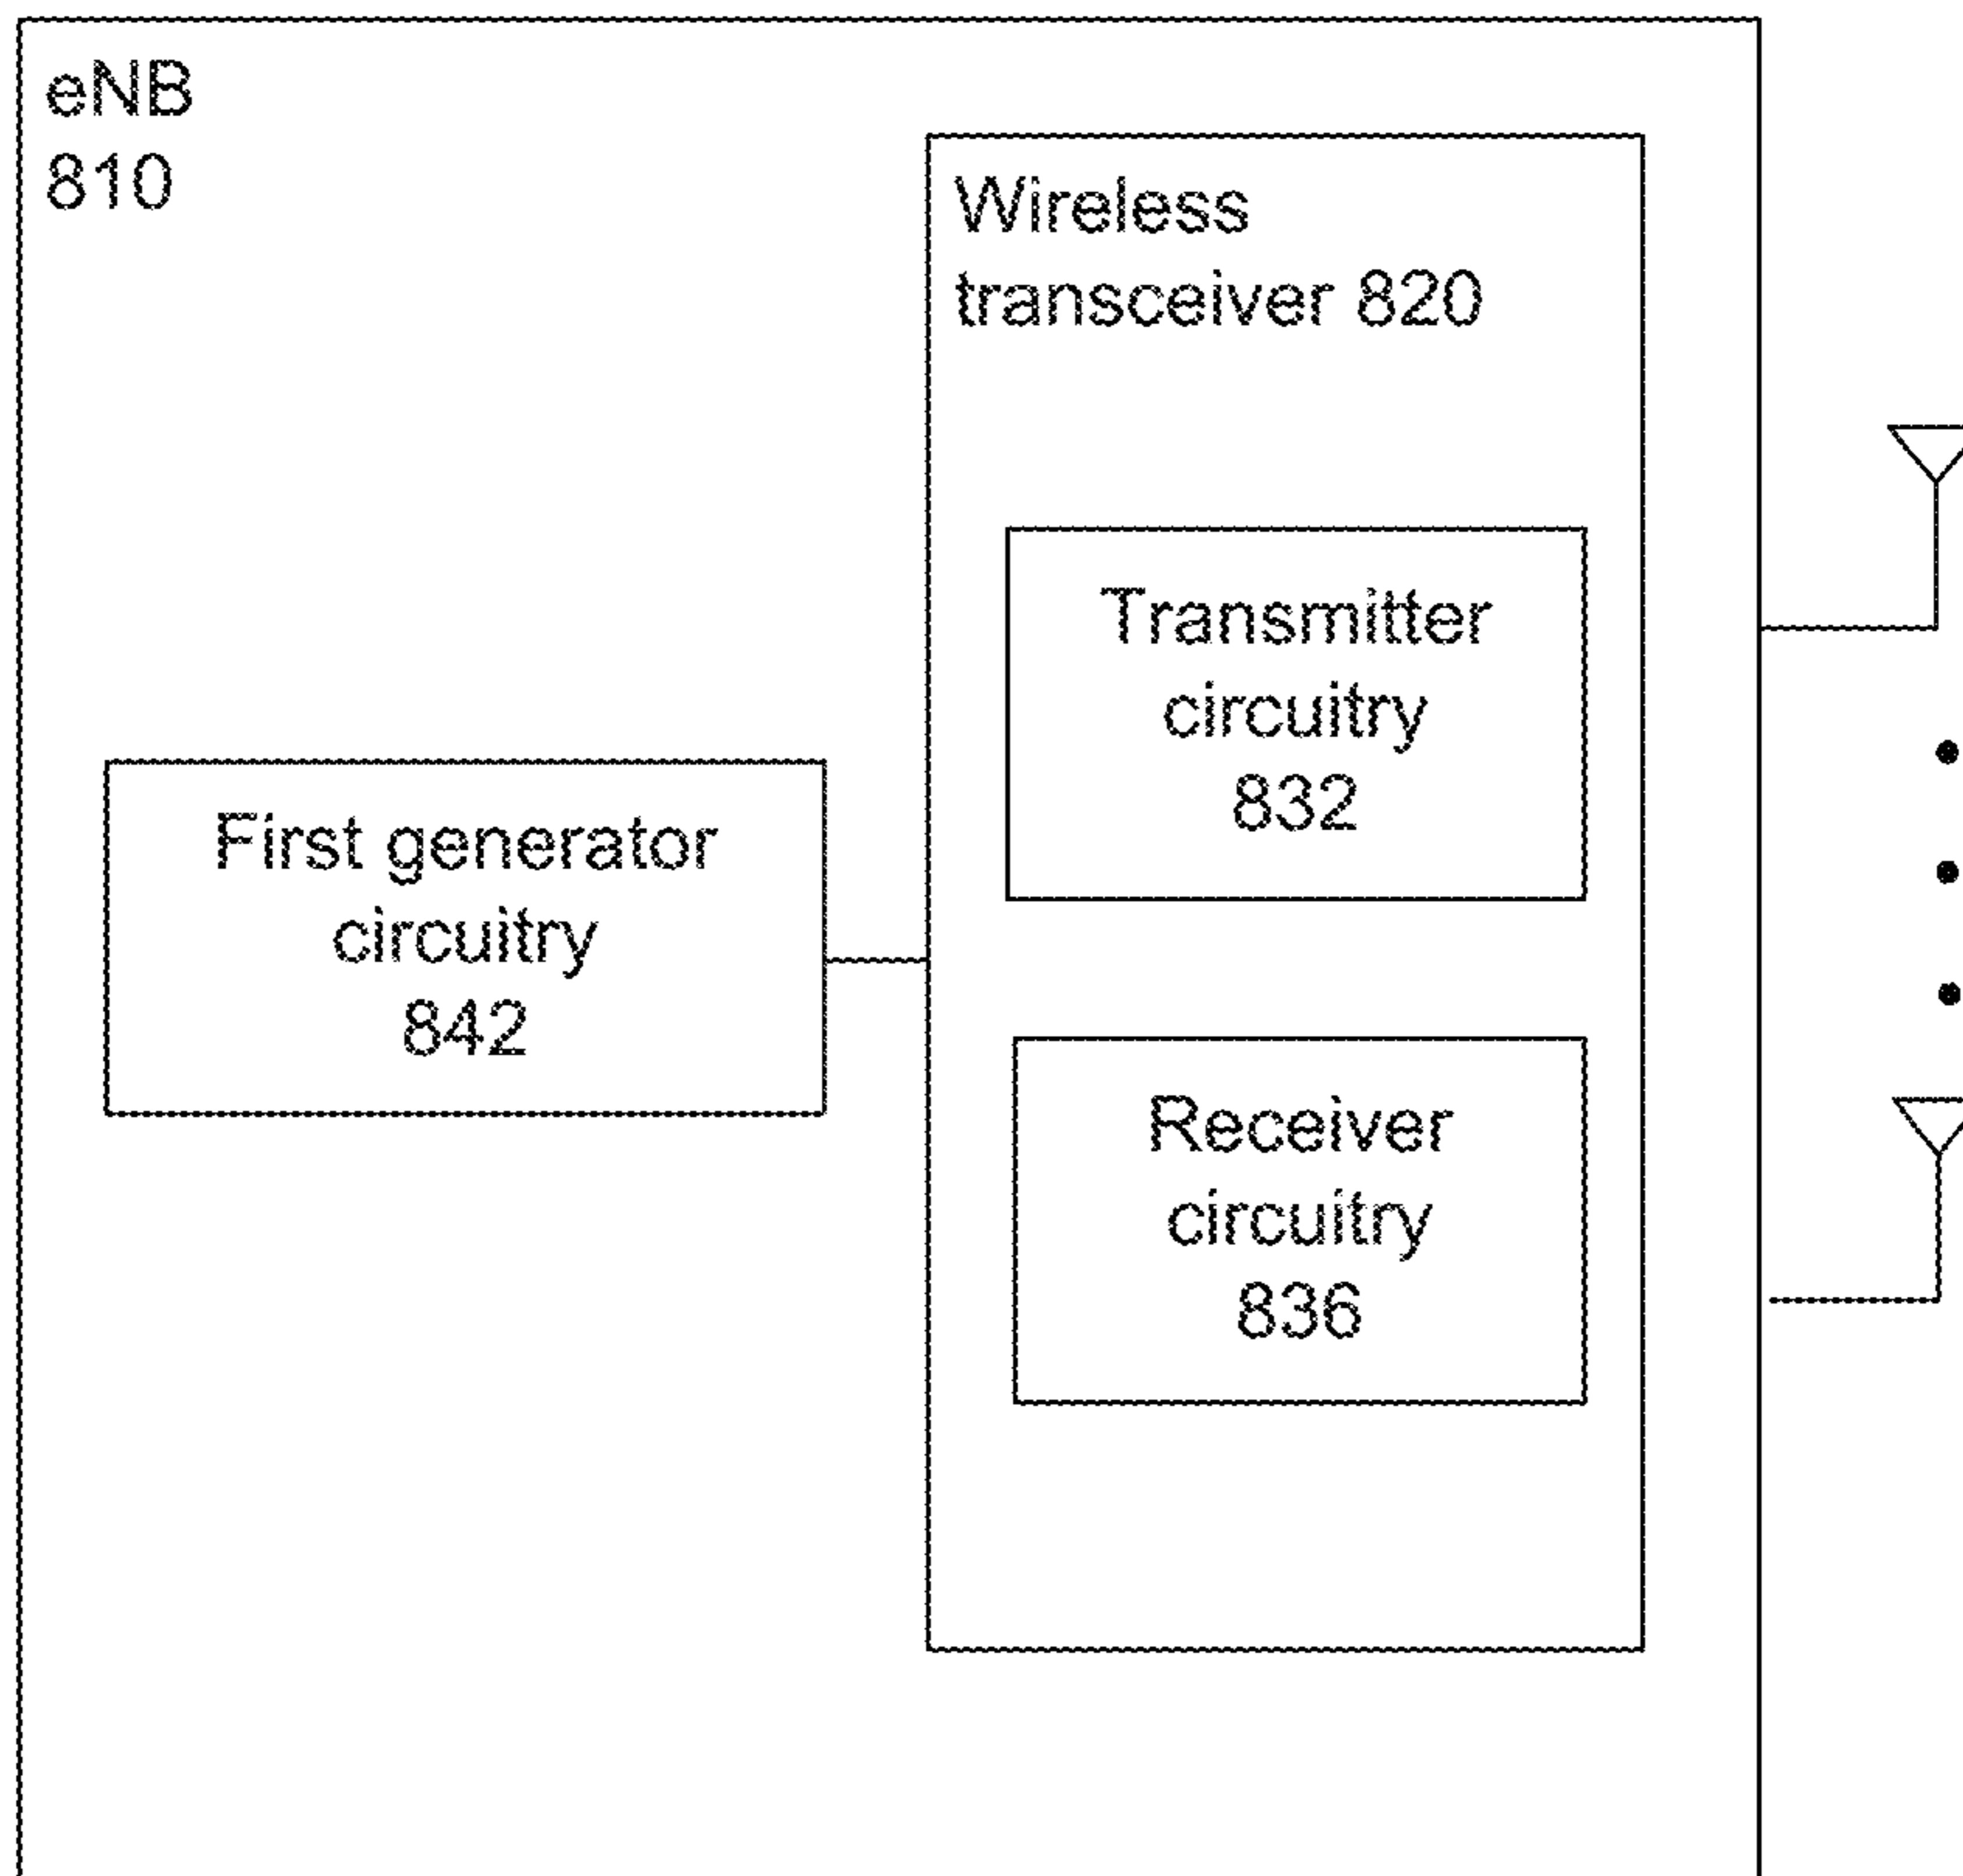 eNB
810
Wireless
transceiver 820
Transmitter
circuitry
832
First generator
circuitry
842
Receiver
circuitry
836